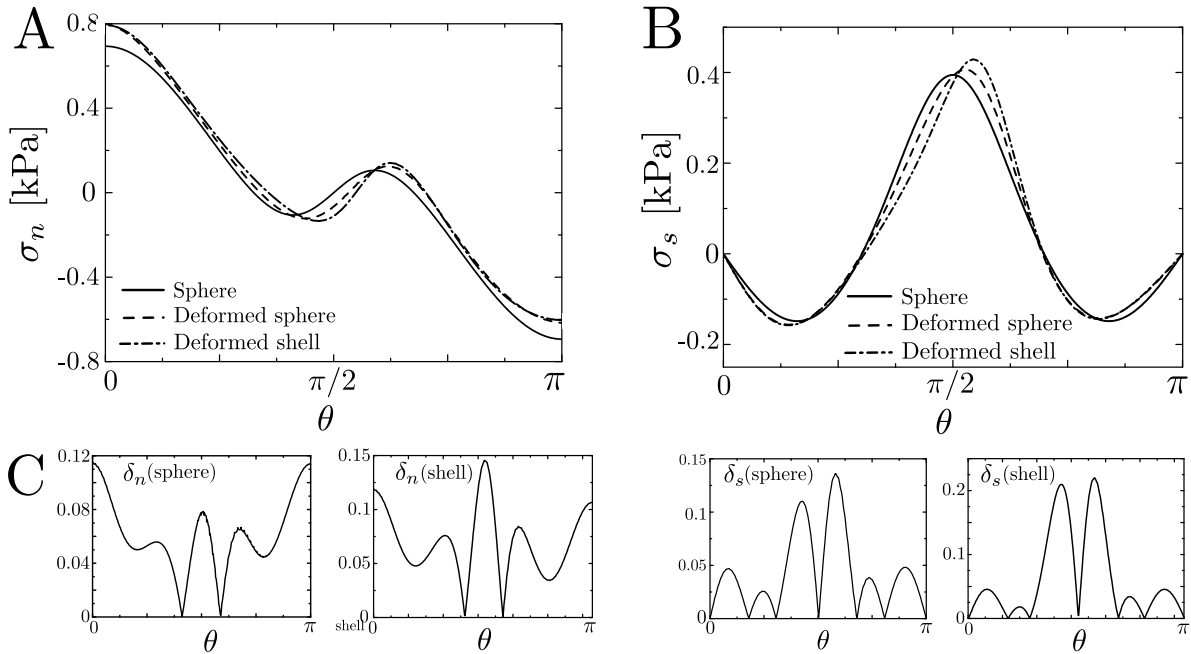 A
0.8
0.4
0
-0.4
-0.8
σn [kPa]
Sphere
Deformed sphere
Deformed shell
0
π/2
π
θ
B
0.4
0.2
0
-0.2
σs [kPa]
Sphere
Deformed sphere
Deformed shell
0
π/2
π
θ
C
0.12
0.08
0.04
0
δn(sphere)
0
π
θ
0.15
0.1
0.05
0
δn(shell)
shell
0
π
θ
0.15
0.1
0.05
0
δs(sphere)
0
π
θ
0.2
0.1
0
δs(shell)
0
π
θ